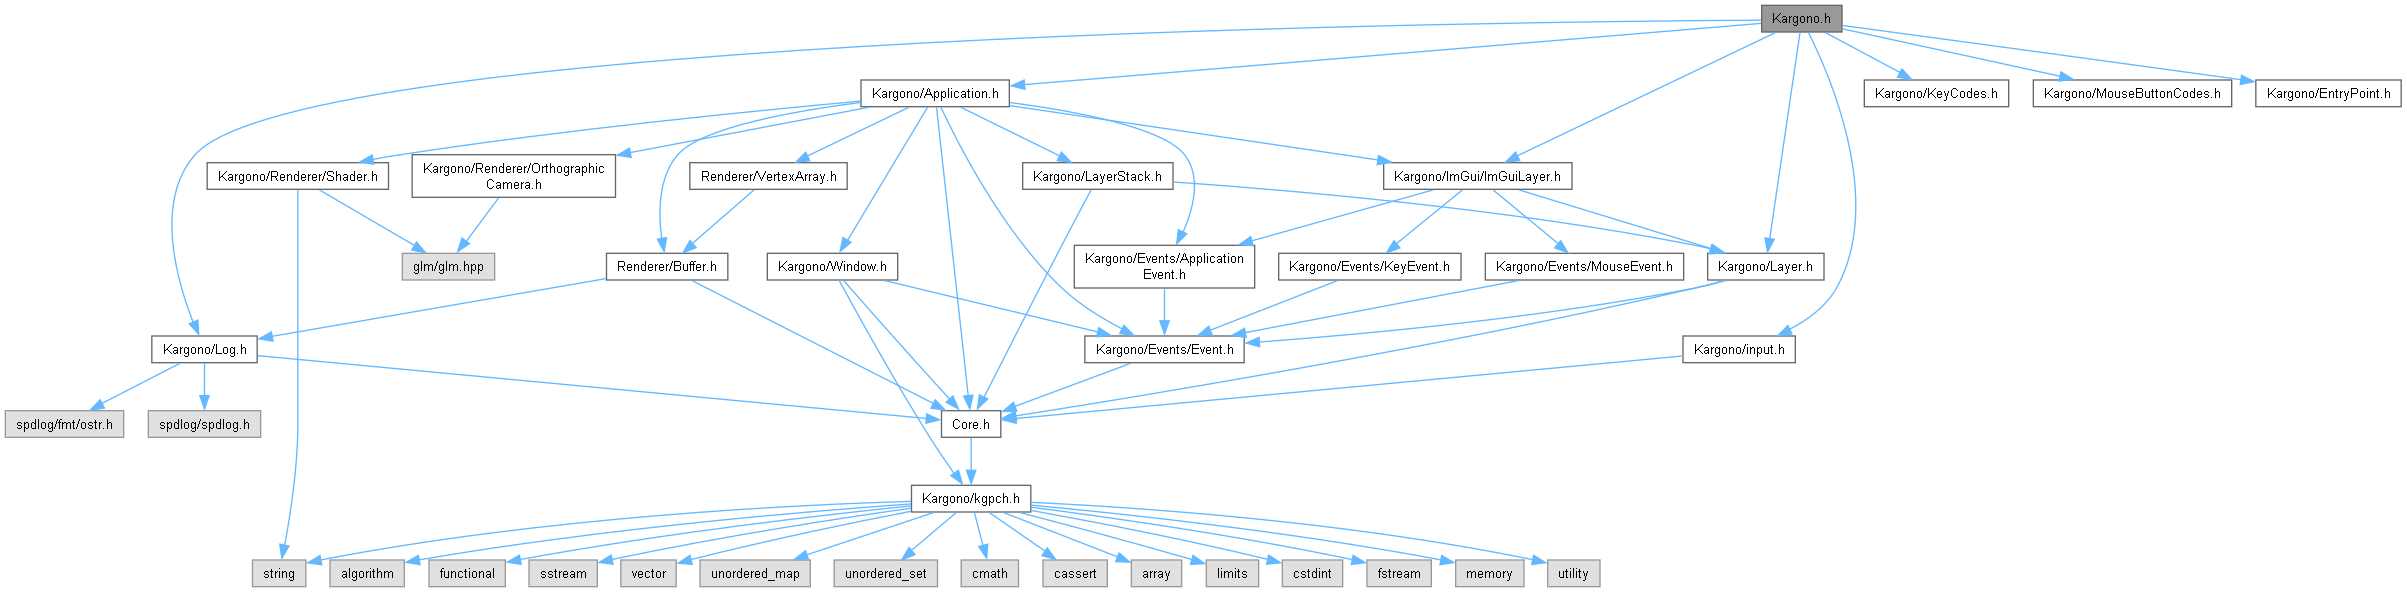 Kargono.h
Kargono/Application.h
Kargono/KeyCodes.h
Kargono/MouseButtonCodes.h
Kargono/EntryPoint.h
Kargono/Renderer/Shader.h
Kargono/Renderer/Orthographic
Camera.h
Renderer/VertexArray.h
Kargono/LayerStack.h
Kargono/ImGui/ImGuiLayer.h
glm/glm.hpp
Renderer/Buffer.h
Kargono/Window.h
Kargono/Events/Application
Event.h
Kargono/Events/KeyEvent.h
Kargono/Events/MouseEvent.h
Kargono/Layer.h
Kargono/Log.h
Kargono/Events/Event.h
Kargono/input.h
spdlog/fmt/ostr.h
spdlog/spdlog.h
Core.h
Kargono/kgpch.h
string
algorithm
functional
sstream
vector
unordered_map
unordered_set
cmath
cassert
array
limits
cstdint
fstream
memory
utility